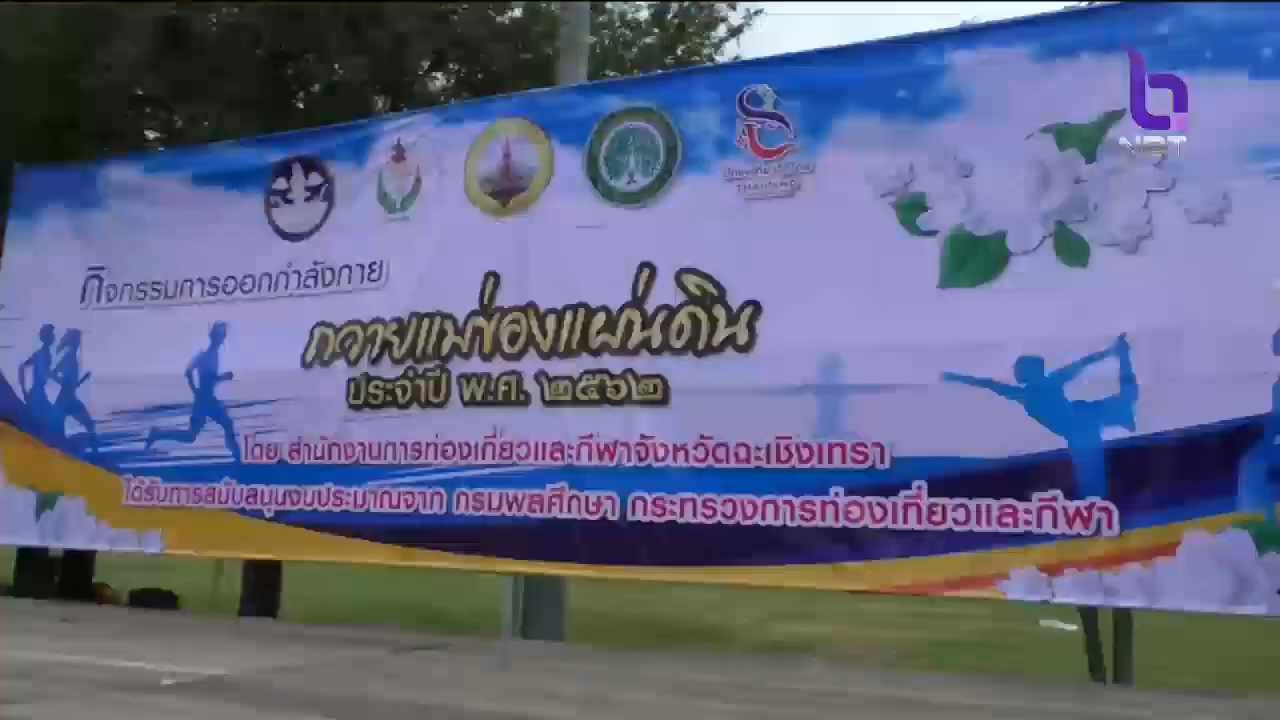 NBT
THAILAND
กิจกรรมการออกกำลังกาย
ถวายแม่ของแผ่นดิน
ประจำปี พ.ศ. ๒๕๖๒
โดย สำนักงานการท่องเที่ยวและกีฬาจังหวัดฉะเชิงเทรา
ได้รับการสนับสนุนงบประมาณจาก กรมพลศึกษา กระทรวงการท่องเที่ยวและกีฬา